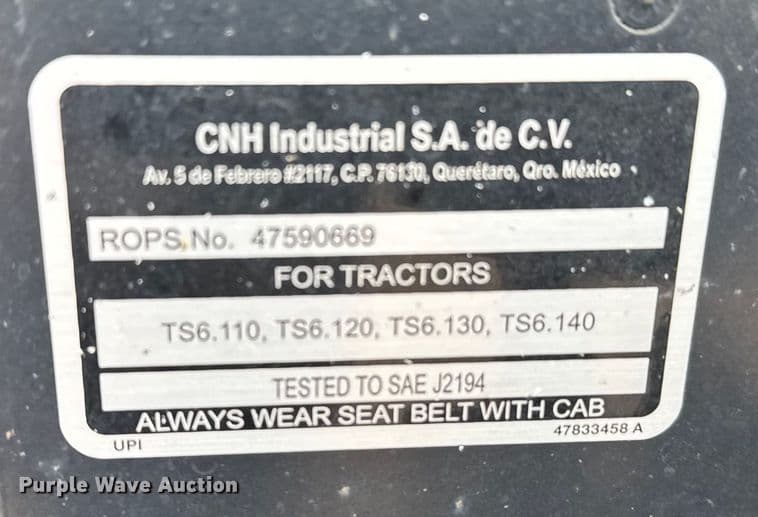 CNH Industrial S.A. de C.V.
Av. 5 de Febrero #2117, C.P. 76130, Querétaro, Qro. México
ROPS No. 47590669
FOR TRACTORS
TS6.110, TS6.120, TS6.130, TS6.140
TESTED TO SAE J2194
ALWAYS WEAR SEAT BELT WITH CAB
UPI 47833458 A
Purple Wave Auction